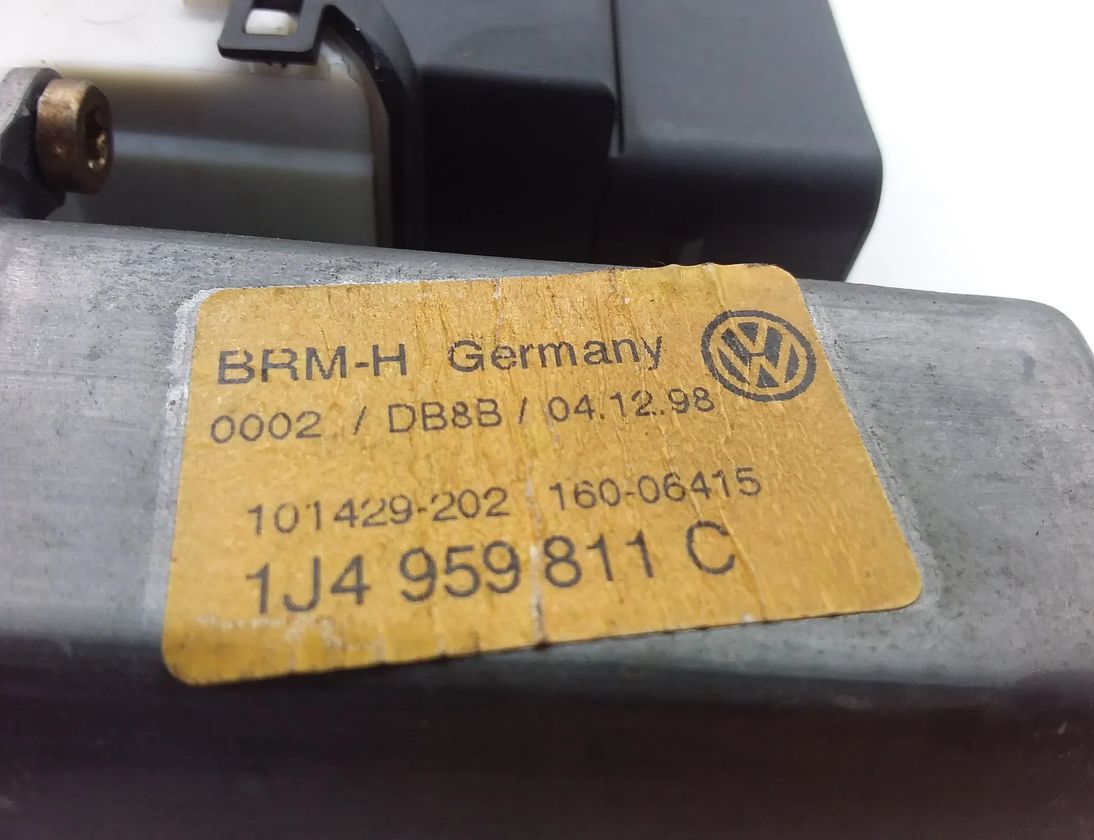 BRM-H Germany
0002 / DB8B / 04.12.98
101429-202 160-06415
1J4 959 811 C